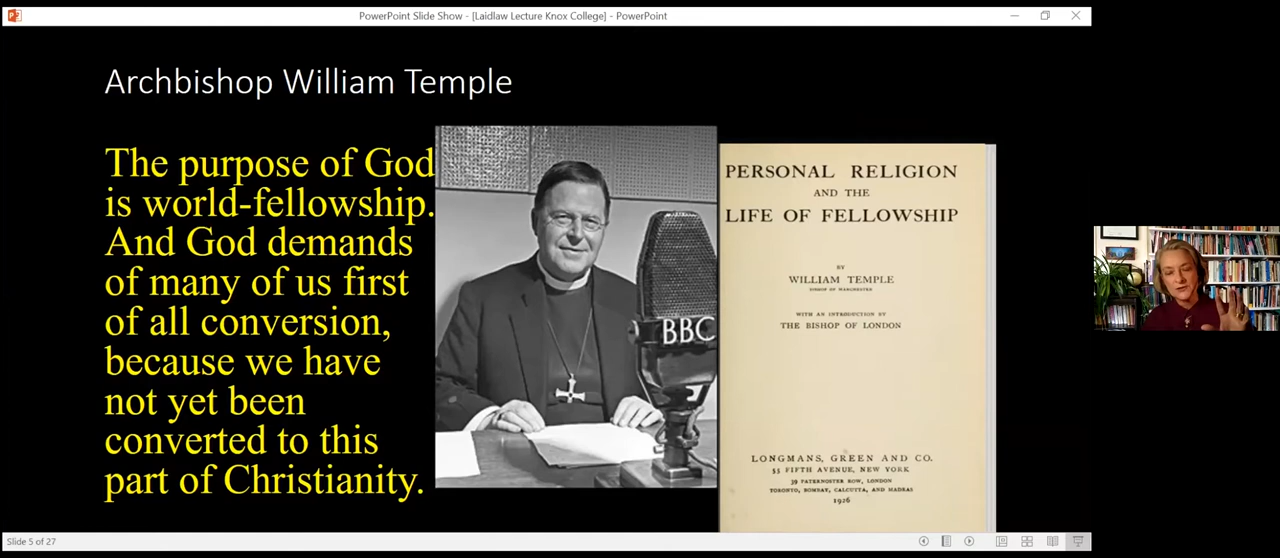 PowerPoint Slide Show - [Laidlaw Lecture Knox College] - PowerPoint
Archbishop William Temple
The purpose of God
is world-fellowship.
And God demands
of many of us first
of all conversion,
because we have
not yet been
converted to this
part of Christianity.
BBC
PERSONAL RELIGION
AND THE
LIFE OF FELLOWSHIP
BY
WILLIAM TEMPLE
BISHOP OF MANCHESTER
WITH AN INTRODUCTION BY
THE BISHOP OF LONDON
LONGMANS, GREEN AND CO.
55 FIFTH AVENUE, NEW YORK
39 PATERNOSTER ROW, LONDON
TORONTO, BOMBAY, CALCUTTA, AND MADRAS
1926
Slide 5 of 27